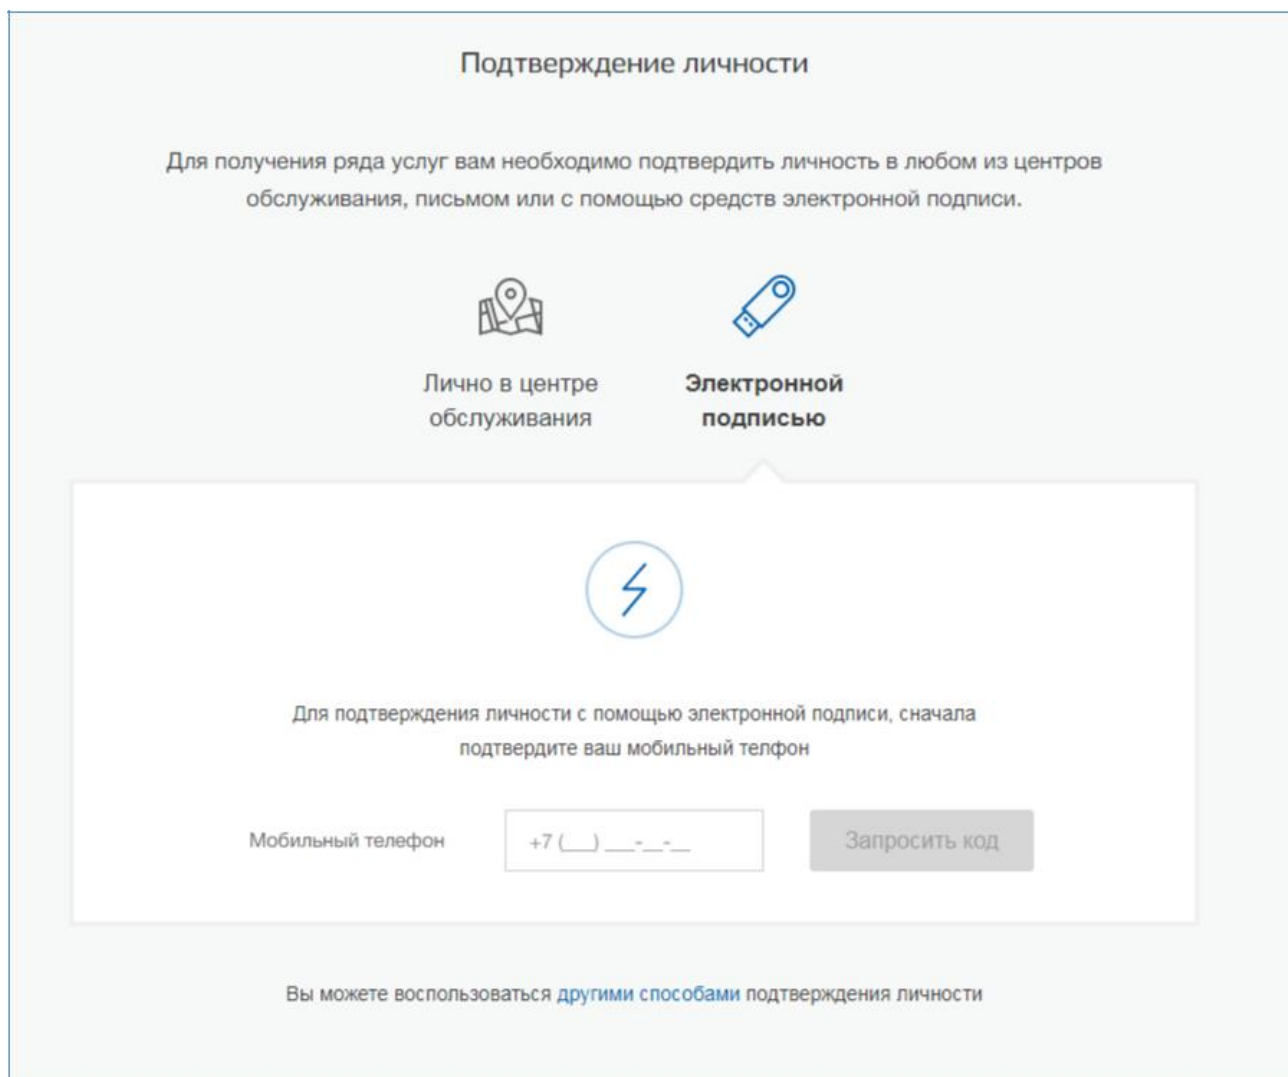 Подтверждение личности
Для получения ряда услуг вам необходимо подтвердить личность в любом из центров
обслуживания, письмом или с помощью средств электронной подписи.
Лично в центре
обслуживания
Электронной
подписью
Для подтверждения личности с помощью электронной подписи, сначала
подтвердите ваш мобильный телфон
Мобильный телефон
+7 (___) ___-__-__
Запросить код
Вы можете воспользоваться другими способами подтверждения личности